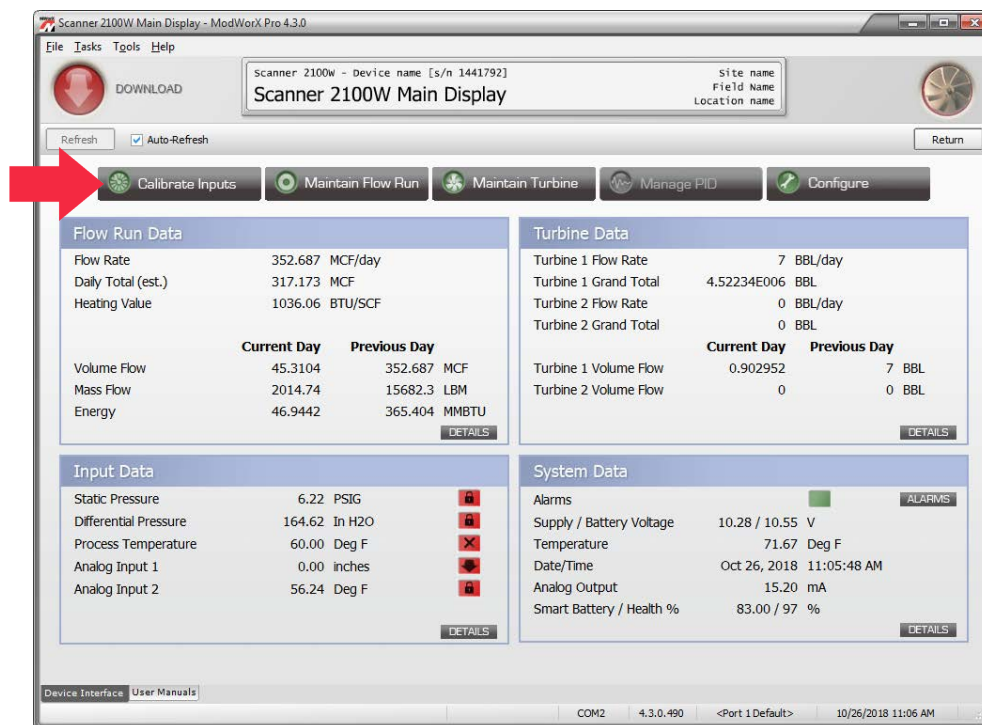 Scanner 2100W Main Display - ModWorX Pro 4.3.0
File Tasks Tools Help
DOWNLOAD
Scanner 2100W - Device name [s/n 1441792]
Scanner 2100W Main Display
Site name
Field Name
Location name
Refresh Auto-Refresh Return
Calibrate Inputs Maintain Flow Run Maintain Turbine Manage PID Configure
Flow Run Data
Flow Rate 352.687 MCF/day
Daily Total (est.) 317.173 MCF
Heating Value 1036.06 BTU/SCF
Current Day Previous Day
Volume Flow 45.3104 352.687 MCF
Mass Flow 2014.74 15682.3 LBM
Energy 46.9442 365.404 MMBTU
DETAILS
Turbine Data
Turbine 1 Flow Rate 7 BBL/day
Turbine 1 Grand Total 4.52234E006 BBL
Turbine 2 Flow Rate 0 BBL/day
Turbine 2 Grand Total 0 BBL
Current Day Previous Day
Turbine 1 Volume Flow 0.902952 7 BBL
Turbine 2 Volume Flow 0 0 BBL
DETAILS
Input Data
Static Pressure 6.22 PSIG
Differential Pressure 164.62 In H2O
Process Temperature 60.00 Deg F
Analog Input 1 0.00 inches
Analog Input 2 56.24 Deg F
DETAILS
System Data
Alarms ALARMS
Supply / Battery Voltage 10.28 / 10.55 V
Temperature 71.67 Deg F
Date/Time Oct 26, 2018 11:05:48 AM
Analog Output 15.20 mA
Smart Battery / Health % 83.00 / 97 %
DETAILS
Device Interface User Manuals
COM2 4.3.0.490 <Port 1 Default> 10/26/2018 11:06 AM